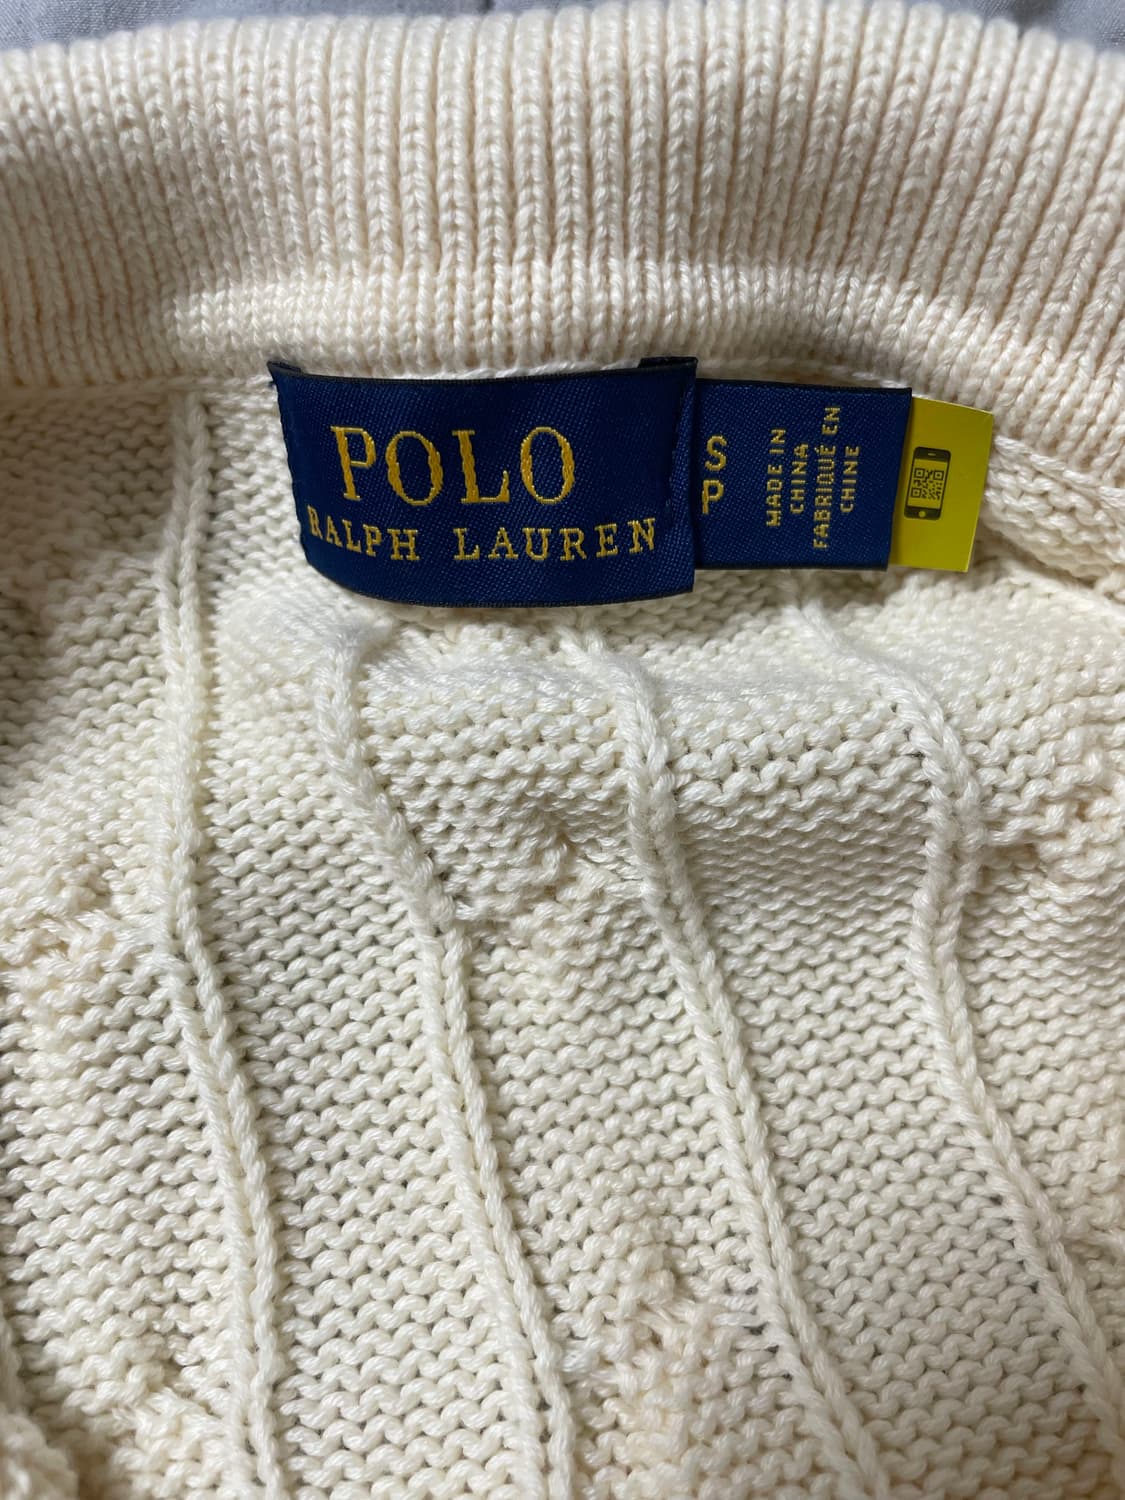 POLO
RALPH LAUREN
S
P
MADE IN
CHINA
FABRIQUÉ EN
CHINE